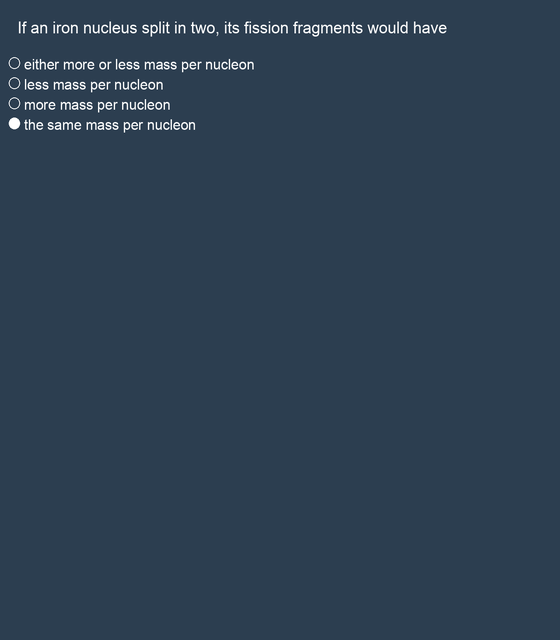 If an iron nucleus split in two, its fission fragments would have
either more or less mass per nucleon
less mass per nucleon
more mass per nucleon
the same mass per nucleon